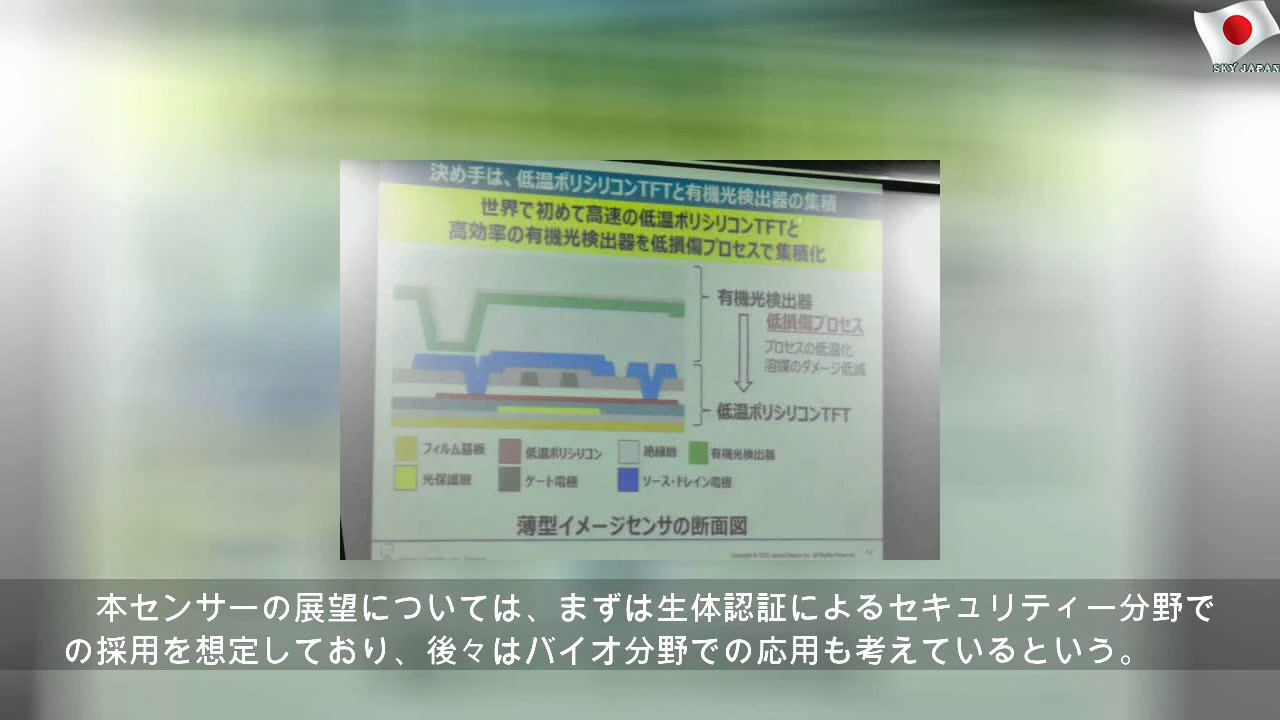 SKY JAPAN
決め手は、低温ポリシリコンTFTと有機光検出器の集積
世界で初めて高速の低温ポリシリコンTFTと
高効率の有機光検出器を低損傷プロセスで集積化
有機光検出器
低損傷プロセス
プロセスの低温化
溶媒のダメージ低減
低温ポリシリコンTFT
フィルム基板 低温ポリシリコン 絶縁層 有機光検出器
光保護層 ゲート電極 ソース・ドレイン電極
薄型イメージセンサの断面図
本センサーの展望については、まずは生体認証によるセキュリティー分野で
の採用を想定しており、後々はバイオ分野での応用も考えているという。